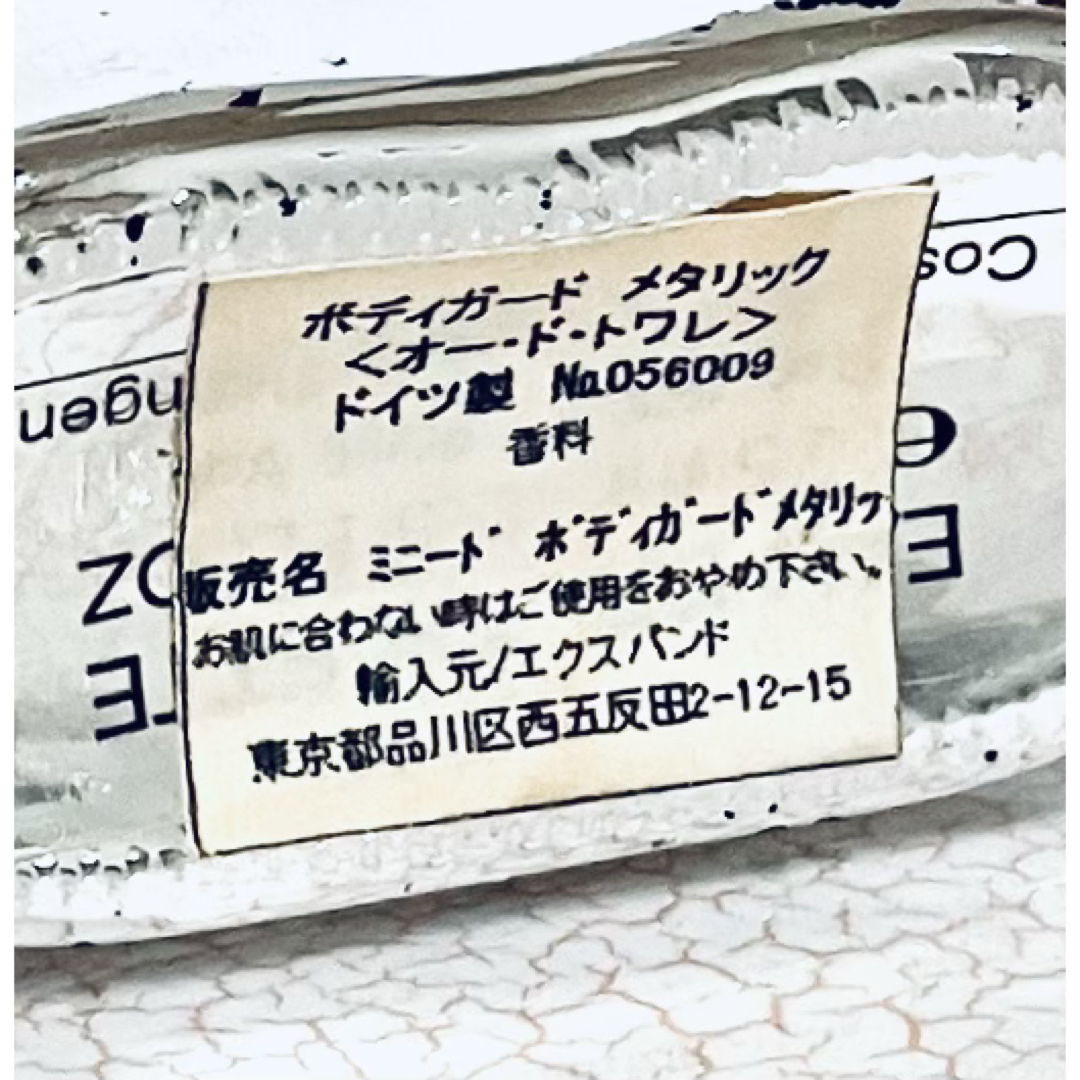 ボディガード メタリック
<オー・ド・トワレ>
ドイツ製 No.056009
香料
販売名 ミニード ボディガードメタリッ
お肌に合わない時はご使用をおやめ下さい。
輸入元/エクスパンド
東京都品川区西五反田2-12-15
Cos
ngen
e
OZ
E
TE